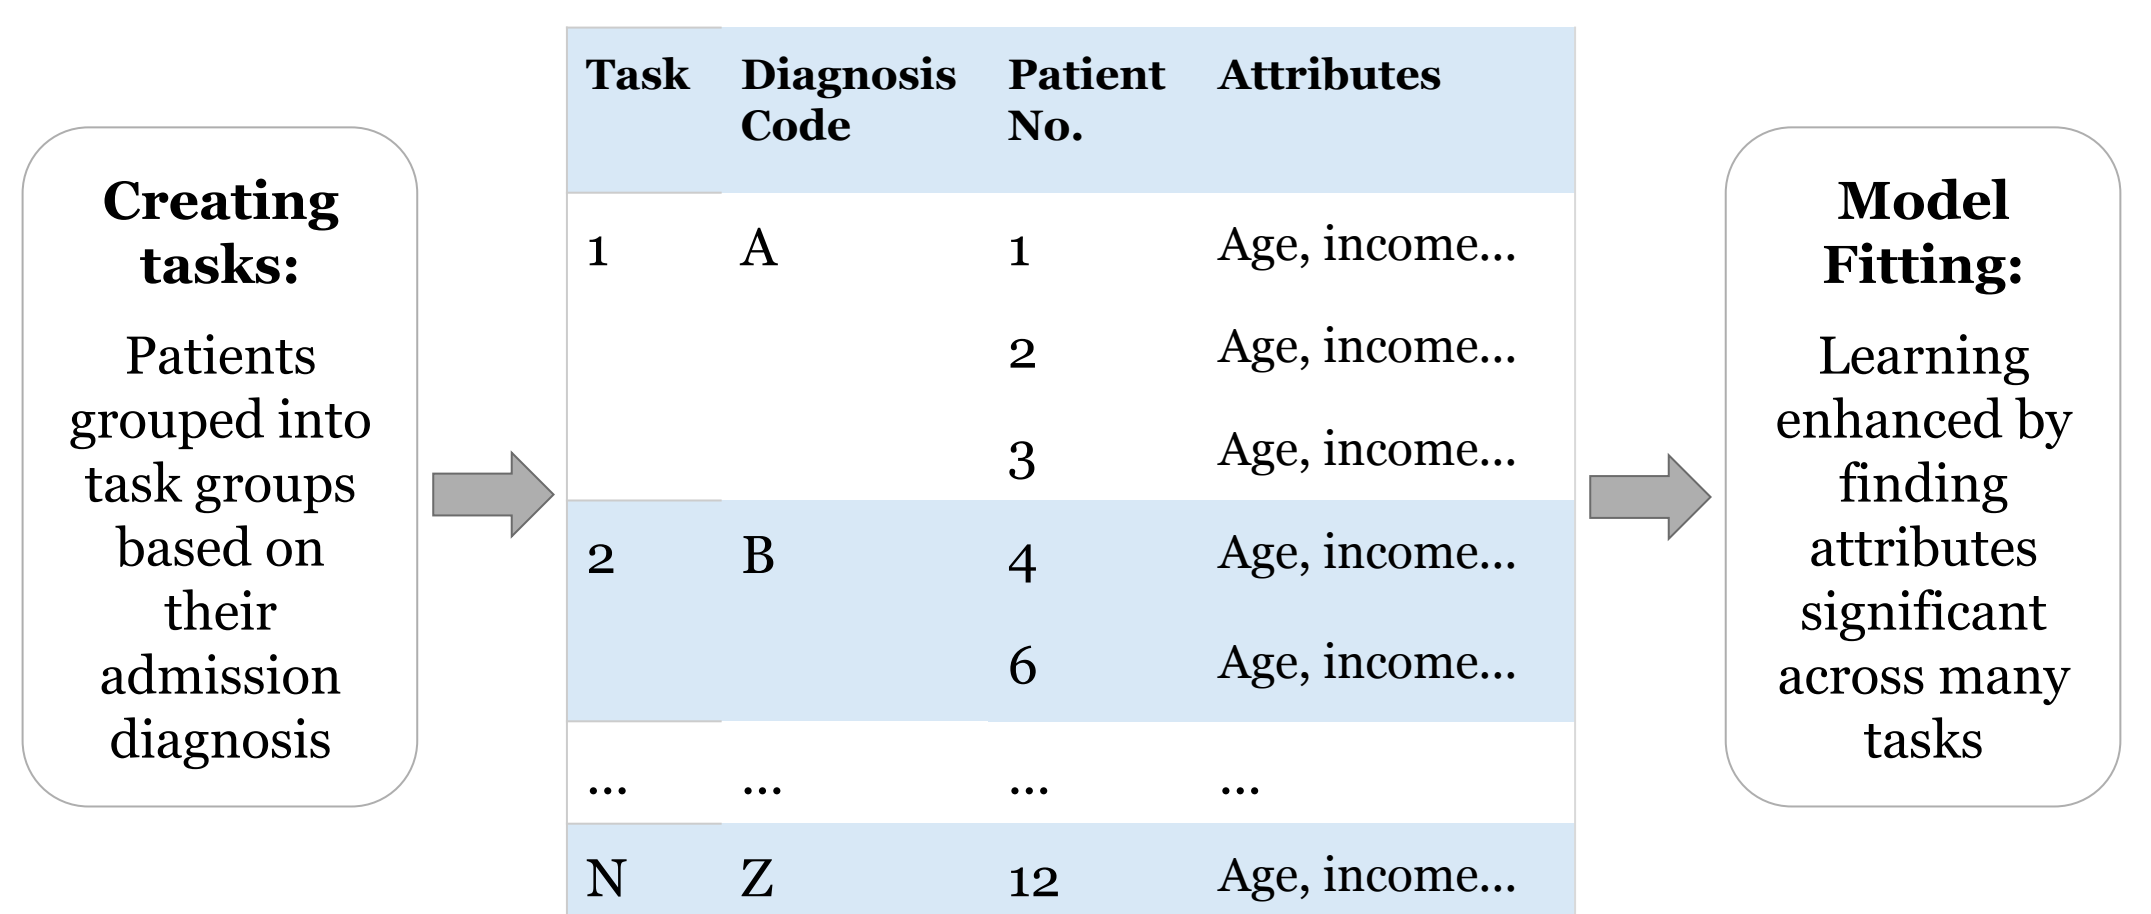 Creating
tasks:
Patients
grouped into
task groups
based on
their
admission
diagnosis
Task Diagnosis Code Patient No. Attributes
1 A 1 Age, income...
2 Age, income...
3 Age, income...
2 B 4 Age, income...
6 Age, income...
... ... ... ...
N Z 12 Age, income...
Model
Fitting:
Learning
enhanced by
finding
attributes
significant
across many
tasks